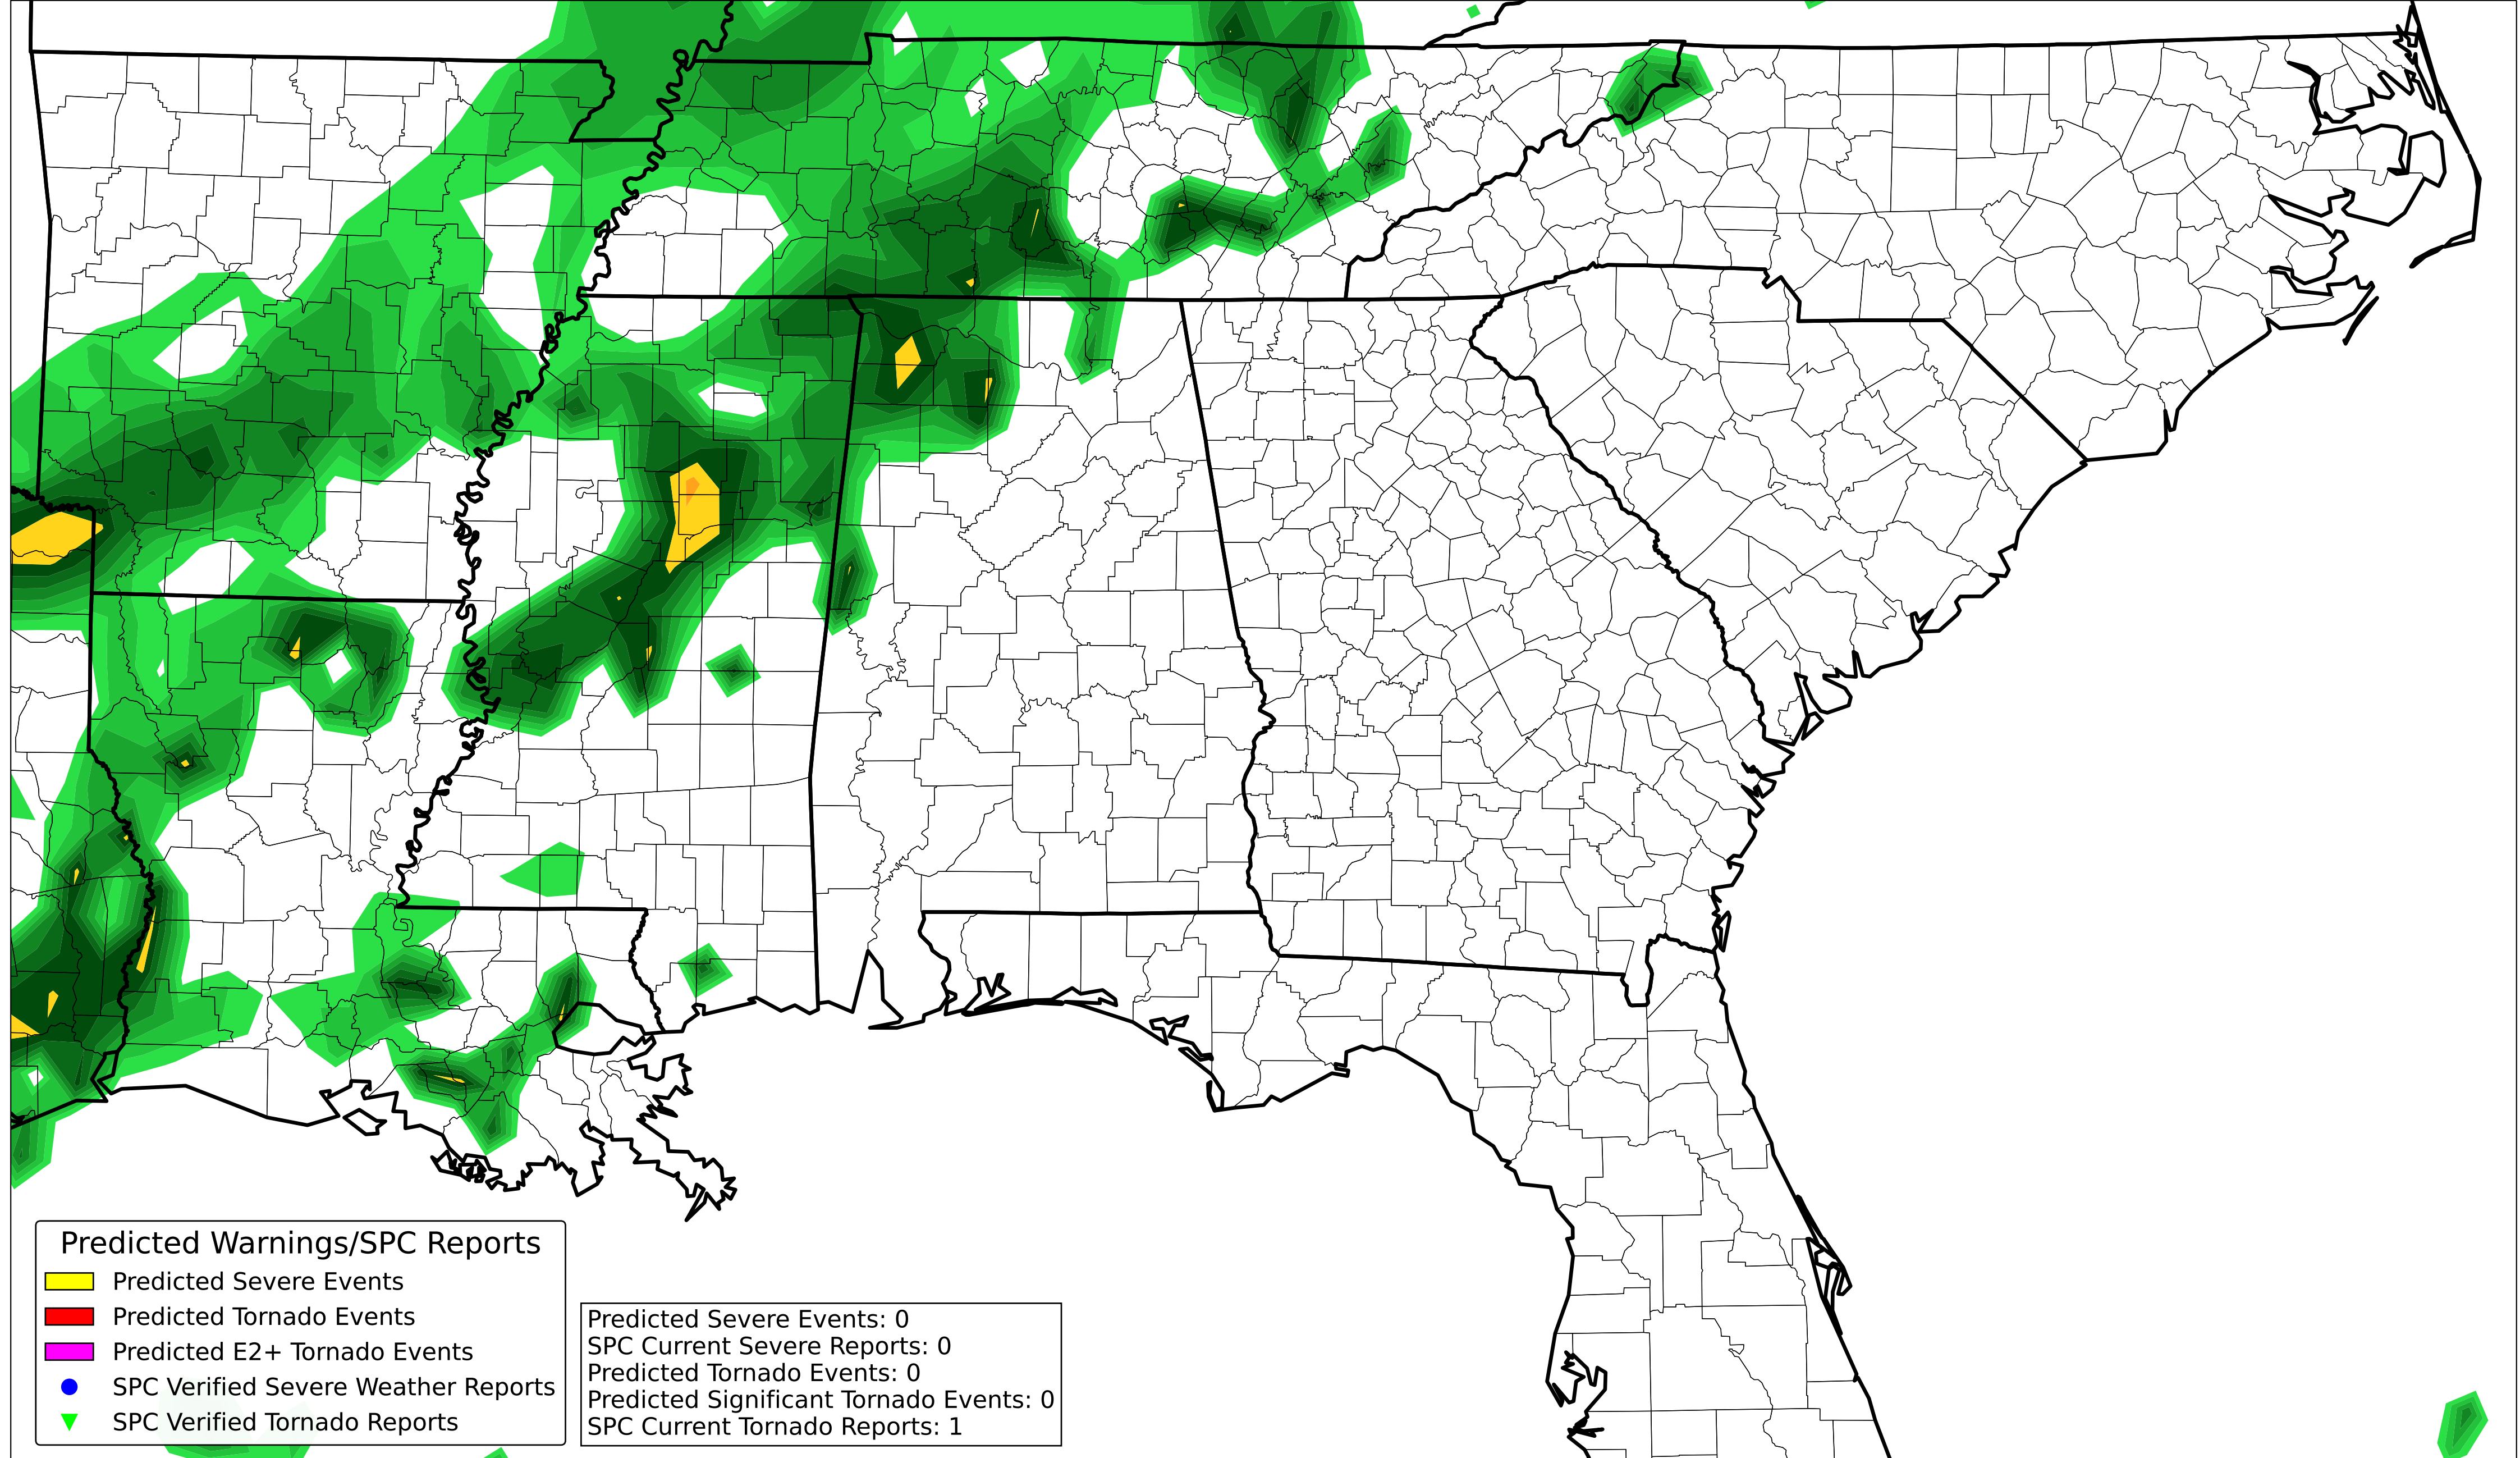 Predicted Warnings/SPC Reports
Predicted Severe Events
Predicted Tornado Events
Predicted E2+ Tornado Events
SPC Verified Severe Weather Reports
SPC Verified Tornado Reports
Predicted Severe Events: 0
SPC Current Severe Reports: 0
Predicted Tornado Events: 0
Predicted Significant Tornado Events: 0
SPC Current Tornado Reports: 1